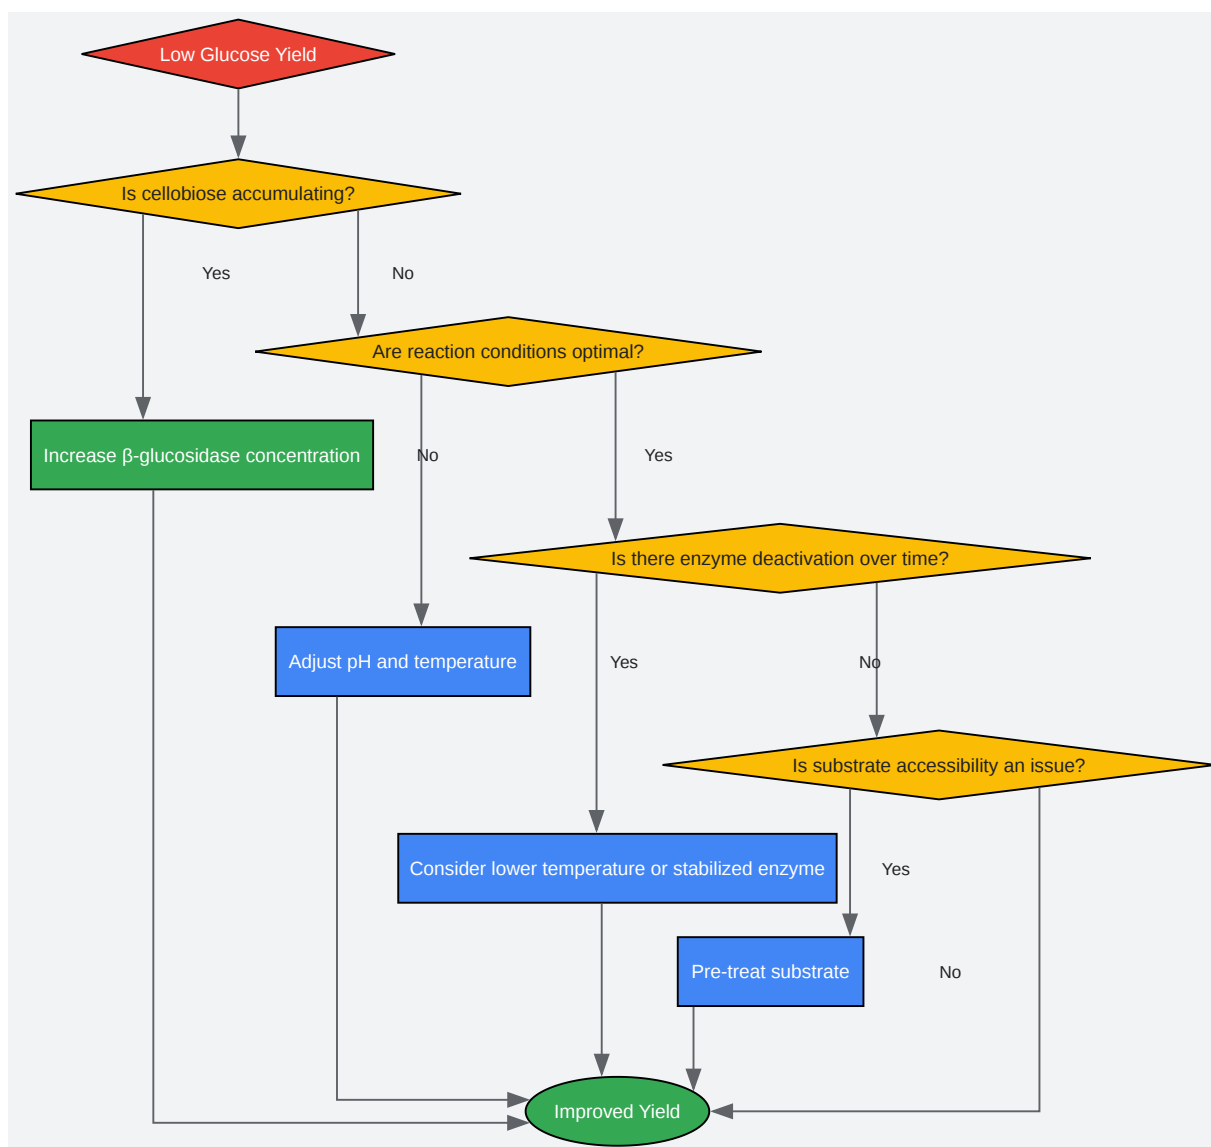 Low Glucose Yield
Is cellobiose accumulating?
Yes
No
Are reaction conditions optimal?
Increase β-glucosidase concentration
No
Yes
Is there enzyme deactivation over time?
Adjust pH and temperature
Yes
No
Is substrate accessibility an issue?
Consider lower temperature or stabilized enzyme
Yes
Pre-treat substrate
No
Improved Yield